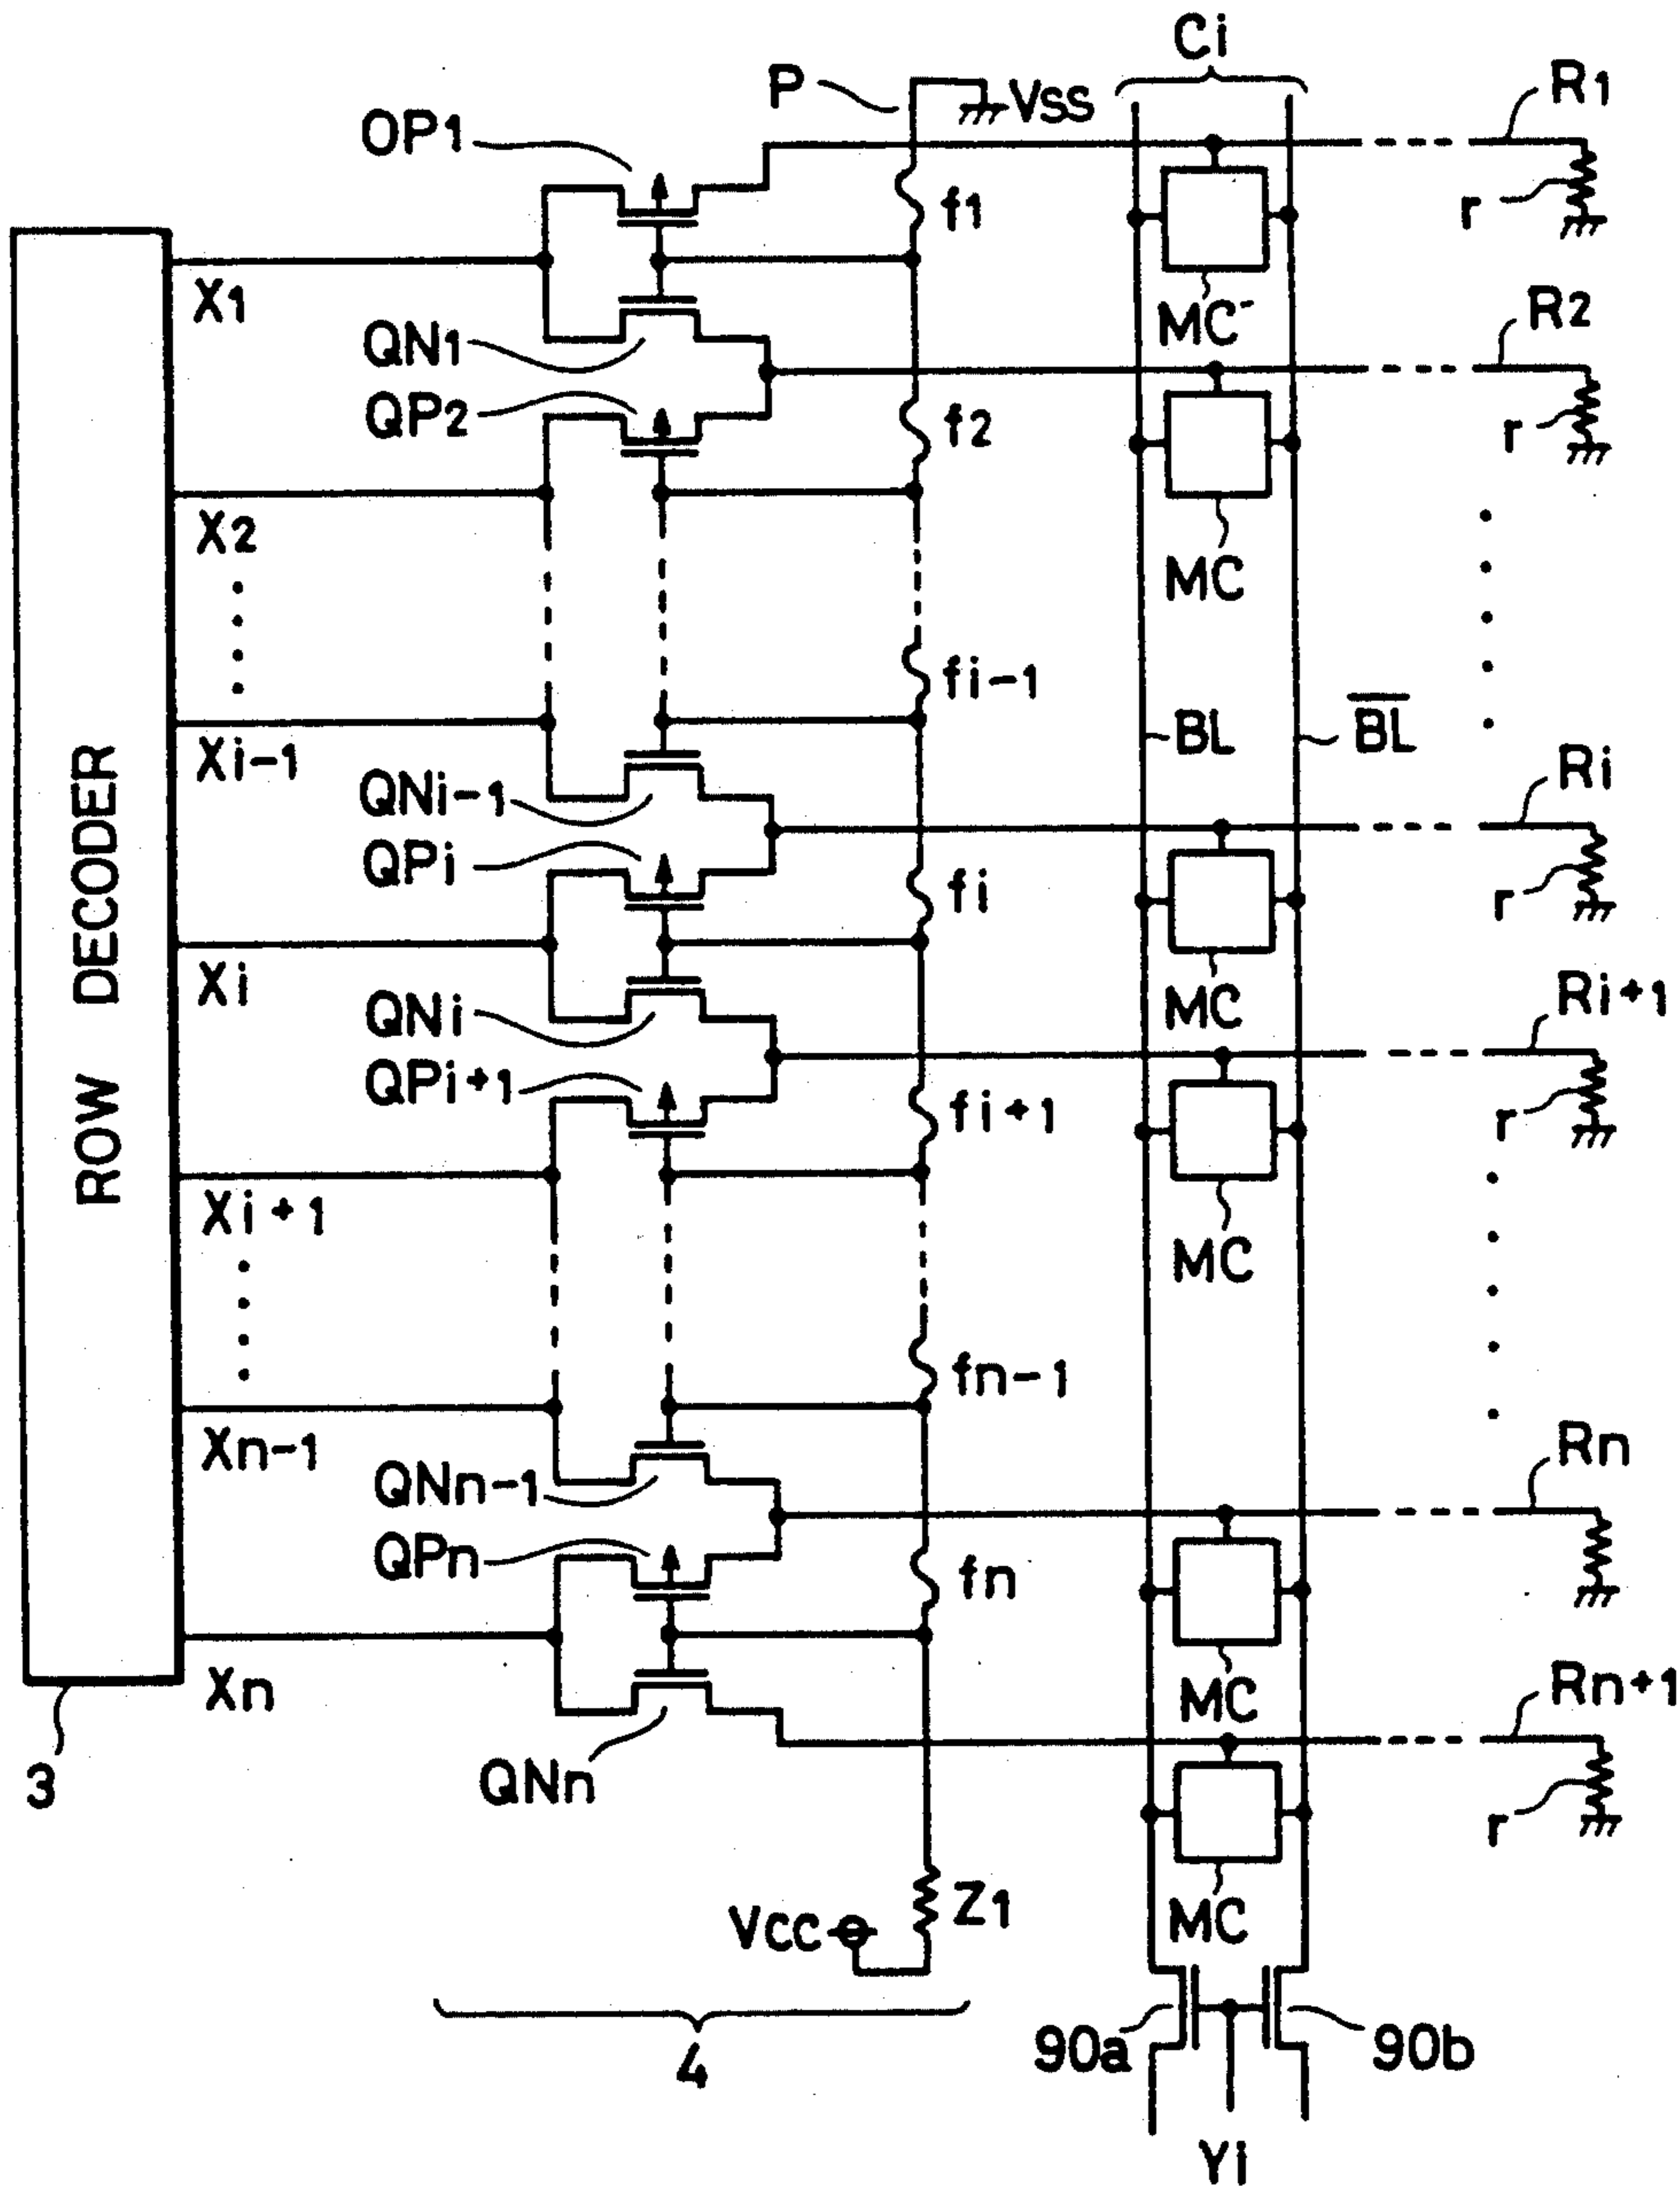 Ci
P
VSS
R1
OP1
f1
r
X1
MC
R2
QN1
QP2
f2
r
X2
MC
fi-1
Xi-1
BL
BL
Ri
QNi-1
QPi
fi
r
ROW DECODER
Xi
MC
Ri+1
QNi
QPi+1
fi+1
r
Xi+1
MC
fn-1
Xn-1
Rn
QNn-1
QPn
fn
Xn
MC
Rn+1
3
QNn
r
Z1
VCC
MC
90a
90b
4
Yi